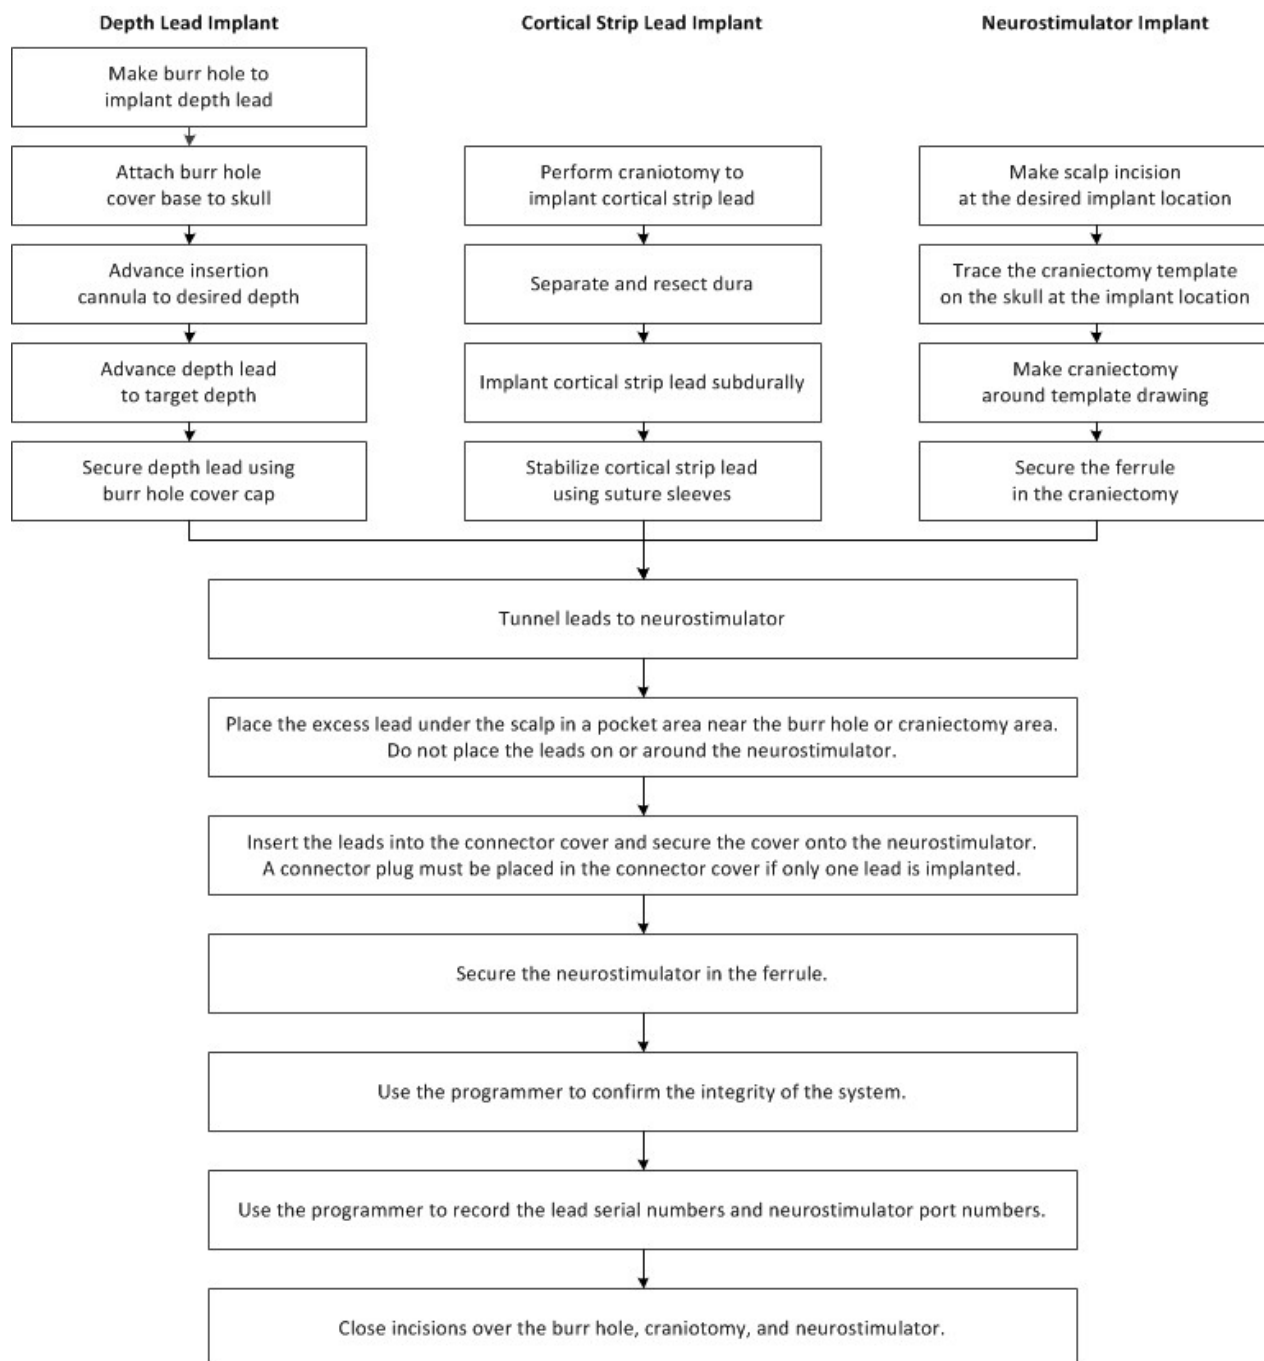 Depth Lead Implant
Make burr hole to
implant depth lead
Attach burr hole
cover base to skull
Advance insertion
cannula to desired depth
Advance depth lead
to target depth
Secure depth lead using
burr hole cover cap
Cortical Strip Lead Implant
Perform craniotomy to
implant cortical strip lead
Separate and resect dura
Implant cortical strip lead subdurally
Stabilize cortical strip lead
using suture sleeves
Neurostimulator Implant
Make scalp incision
at the desired implant location
Trace the craniectomy template
on the skull at the implant location
Make craniectomy
around template drawing
Secure the ferrule
in the craniectomy
Tunnel leads to neurostimulator
Place the excess lead under the scalp in a pocket area near the burr hole or craniectomy area.
Do not place the leads on or around the neurostimulator.
Insert the leads into the connector cover and secure the cover onto the neurostimulator.
A connector plug must be placed in the connector cover if only one lead is implanted.
Secure the neurostimulator in the ferrule.
Use the programmer to confirm the integrity of the system.
Use the programmer to record the lead serial numbers and neurostimulator port numbers.
Close incisions over the burr hole, craniotomy, and neurostimulator.